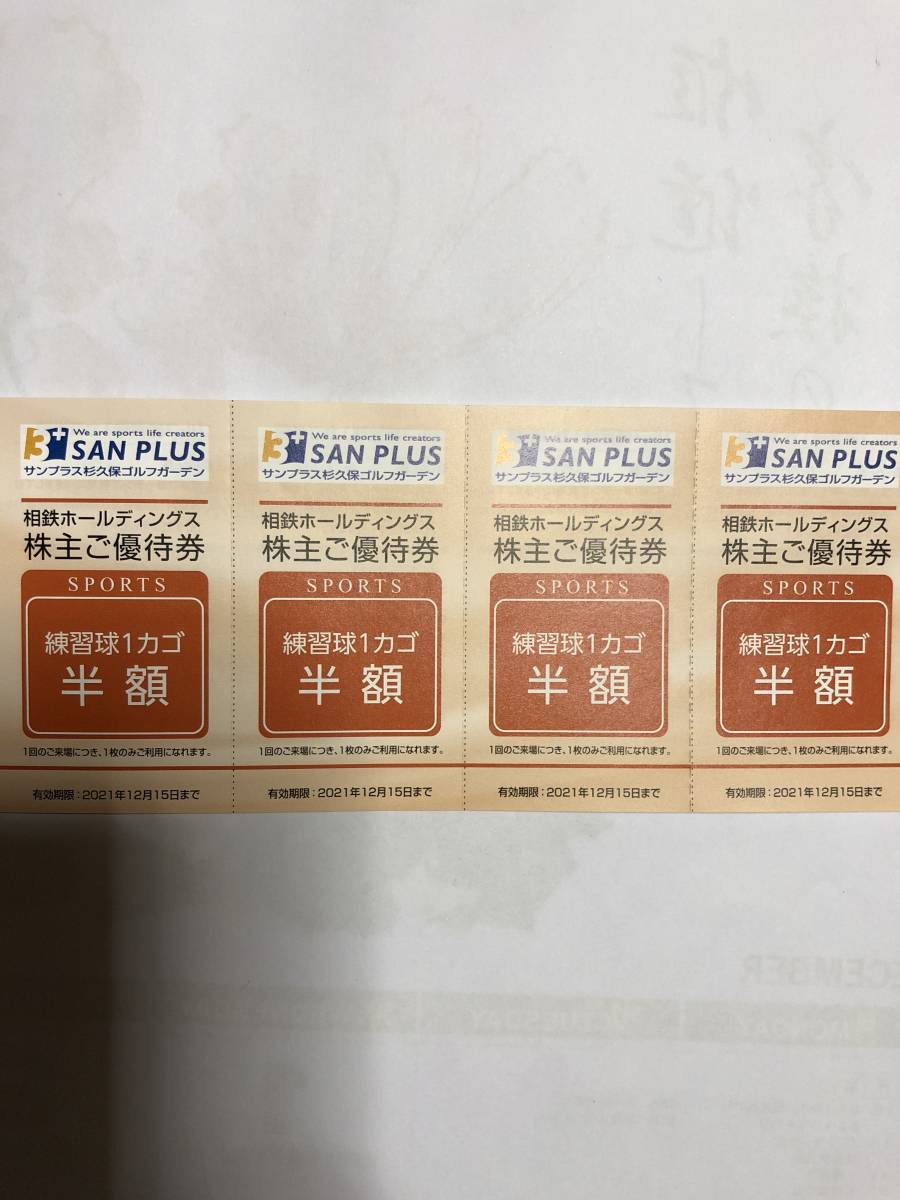 We are sports life creators
3+ SAN PLUS
サンプラス杉久保ゴルフガーデン
相鉄ホールディングス
株主ご優待券
SPORTS
練習球1カゴ
半額
1回のご来場につき、1枚のみご利用になれます。
有効期限：2021年12月15日まで
We are sports life creators
3+ SAN PLUS
サンプラス杉久保ゴルフガーデン
相鉄ホールディングス
株主ご優待券
SPORTS
練習球1カゴ
半額
1回のご来場につき、1枚のみご利用になれます。
有効期限：2021年12月15日まで
We are sports life creators
3+ SAN PLUS
サンプラス杉久保ゴルフガーデン
相鉄ホールディングス
株主ご優待券
SPORTS
練習球1カゴ
半額
1回のご来場につき、1枚のみご利用になれます。
有効期限：2021年12月15日まで
We are sports life creators
3+ SAN PLUS
サンプラス杉久保ゴルフガーデン
相鉄ホールディングス
株主ご優待券
SPORTS
練習球1カゴ
半額
1回のご来場につき、1枚のみご利用になれます。
有効期限：2021年12月15日まで